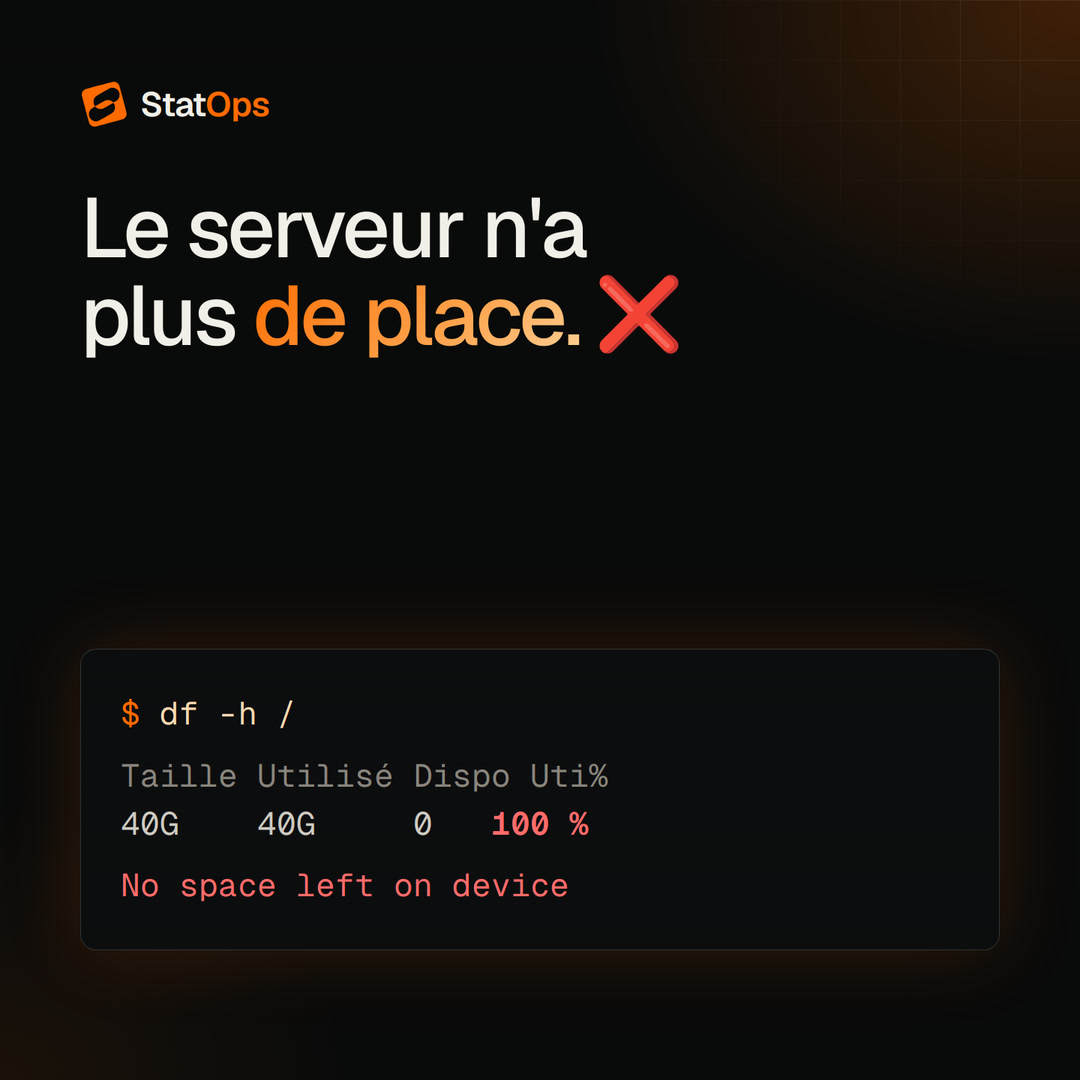 StatOps
Le serveur n'a
plus de place. ❌
$ df -h /
Taille Utilisé Dispo Uti%
40G 40G 0 100 %
No space left on device